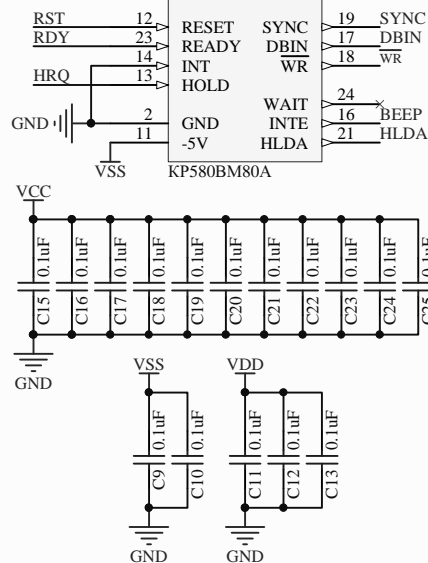 RST 12 RESET SYNC 19 SYNC
RDY 23 READY DBIN 17 DBIN
14 INT WR 18 WR
HRQ 13 HOLD
WAIT 24
GND 2 GND INTE 16 BEEP
11 -5V HLDA 21 HLDA
VSS KP580BM80A
VCC
0.1uF 0.1uF 0.1uF 0.1uF 0.1uF 0.1uF 0.1uF 0.1uF 0.1uF 0.1uF 0.1uF
C15 C16 C17 C18 C19 C20 C21 C22 C23 C24 C25
GND
VSS VDD
0.1uF 0.1uF 0.1uF 0.1uF 0.1uF
C9 C10 C11 C12 C13
GND GND